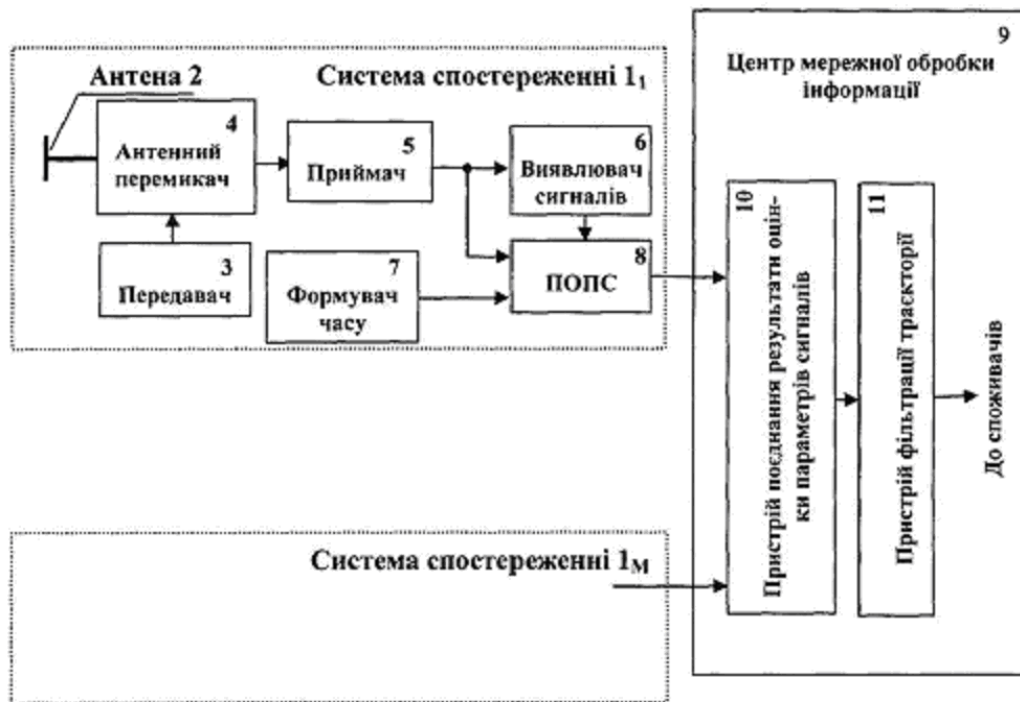 Антена 2
Система спостереженні 1₁
4
Антенний
перемикач
5
Приймач
6
Виявлювач
сигналів
3
Передавач
7
Формувач
часу
8
ПОПС
9
Центр мережної обробки
інформації
10
Пристрій поєднання результати оцін-
ки параметрів сигналів
11
Пристрій фільтрації траєкторії
До споживачів
Система спостереженні 1ₘ